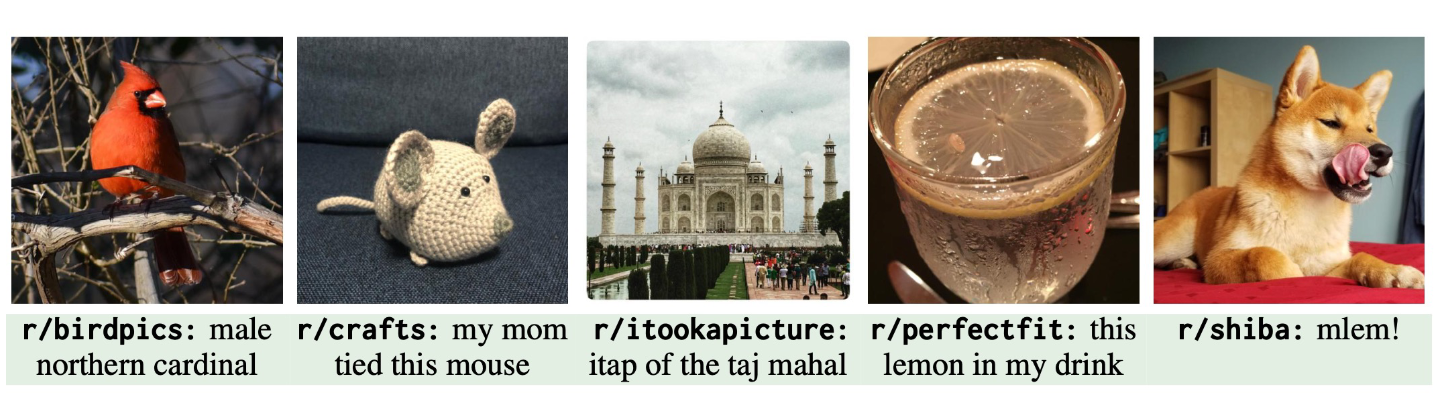 r/birdpics: male
northern cardinal
r/crafts: my mom
tied this mouse
r/itookapicture:
itap of the taj mahal
r/perfectfit: this
lemon in my drink
r/shiba: mlem!